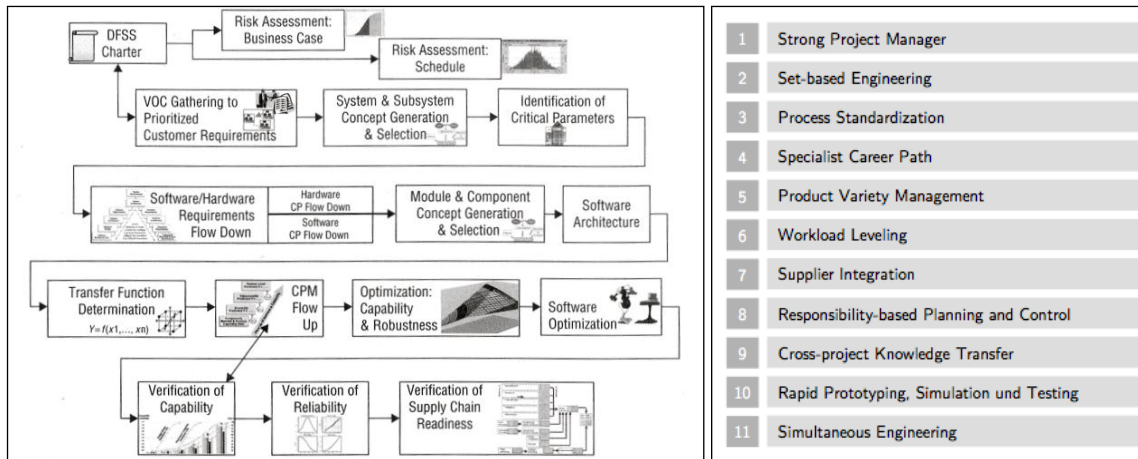 DFSS
Charter
Risk Assessment:
Business Case
Risk Assessment:
Schedule
VOC Gathering to
Prioritized
Customer Requirements
System & Subsystem
Concept Generation
& Selection
Identification of
Critical Parameters
Software/Hardware
Requirements
Flow Down
Hardware
CP Flow Down
Software
CP Flow Down
Module & Component
Concept Generation
& Selection
Software
Architecture
Transfer Function
Determination
Y=f(x1,..., xn)
CPM
Flow
Up
Optimization:
Capability
& Robustness
Software
Optimization
Verification of
Capability
Verification of
Reliability
Verification of
Supply Chain
Readiness
1 Strong Project Manager
2 Set-based Engineering
3 Process Standardization
4 Specialist Career Path
5 Product Variety Management
6 Workload Leveling
7 Supplier Integration
8 Responsibility-based Planning and Control
9 Cross-project Knowledge Transfer
10 Rapid Prototyping, Simulation und Testing
11 Simultaneous Engineering